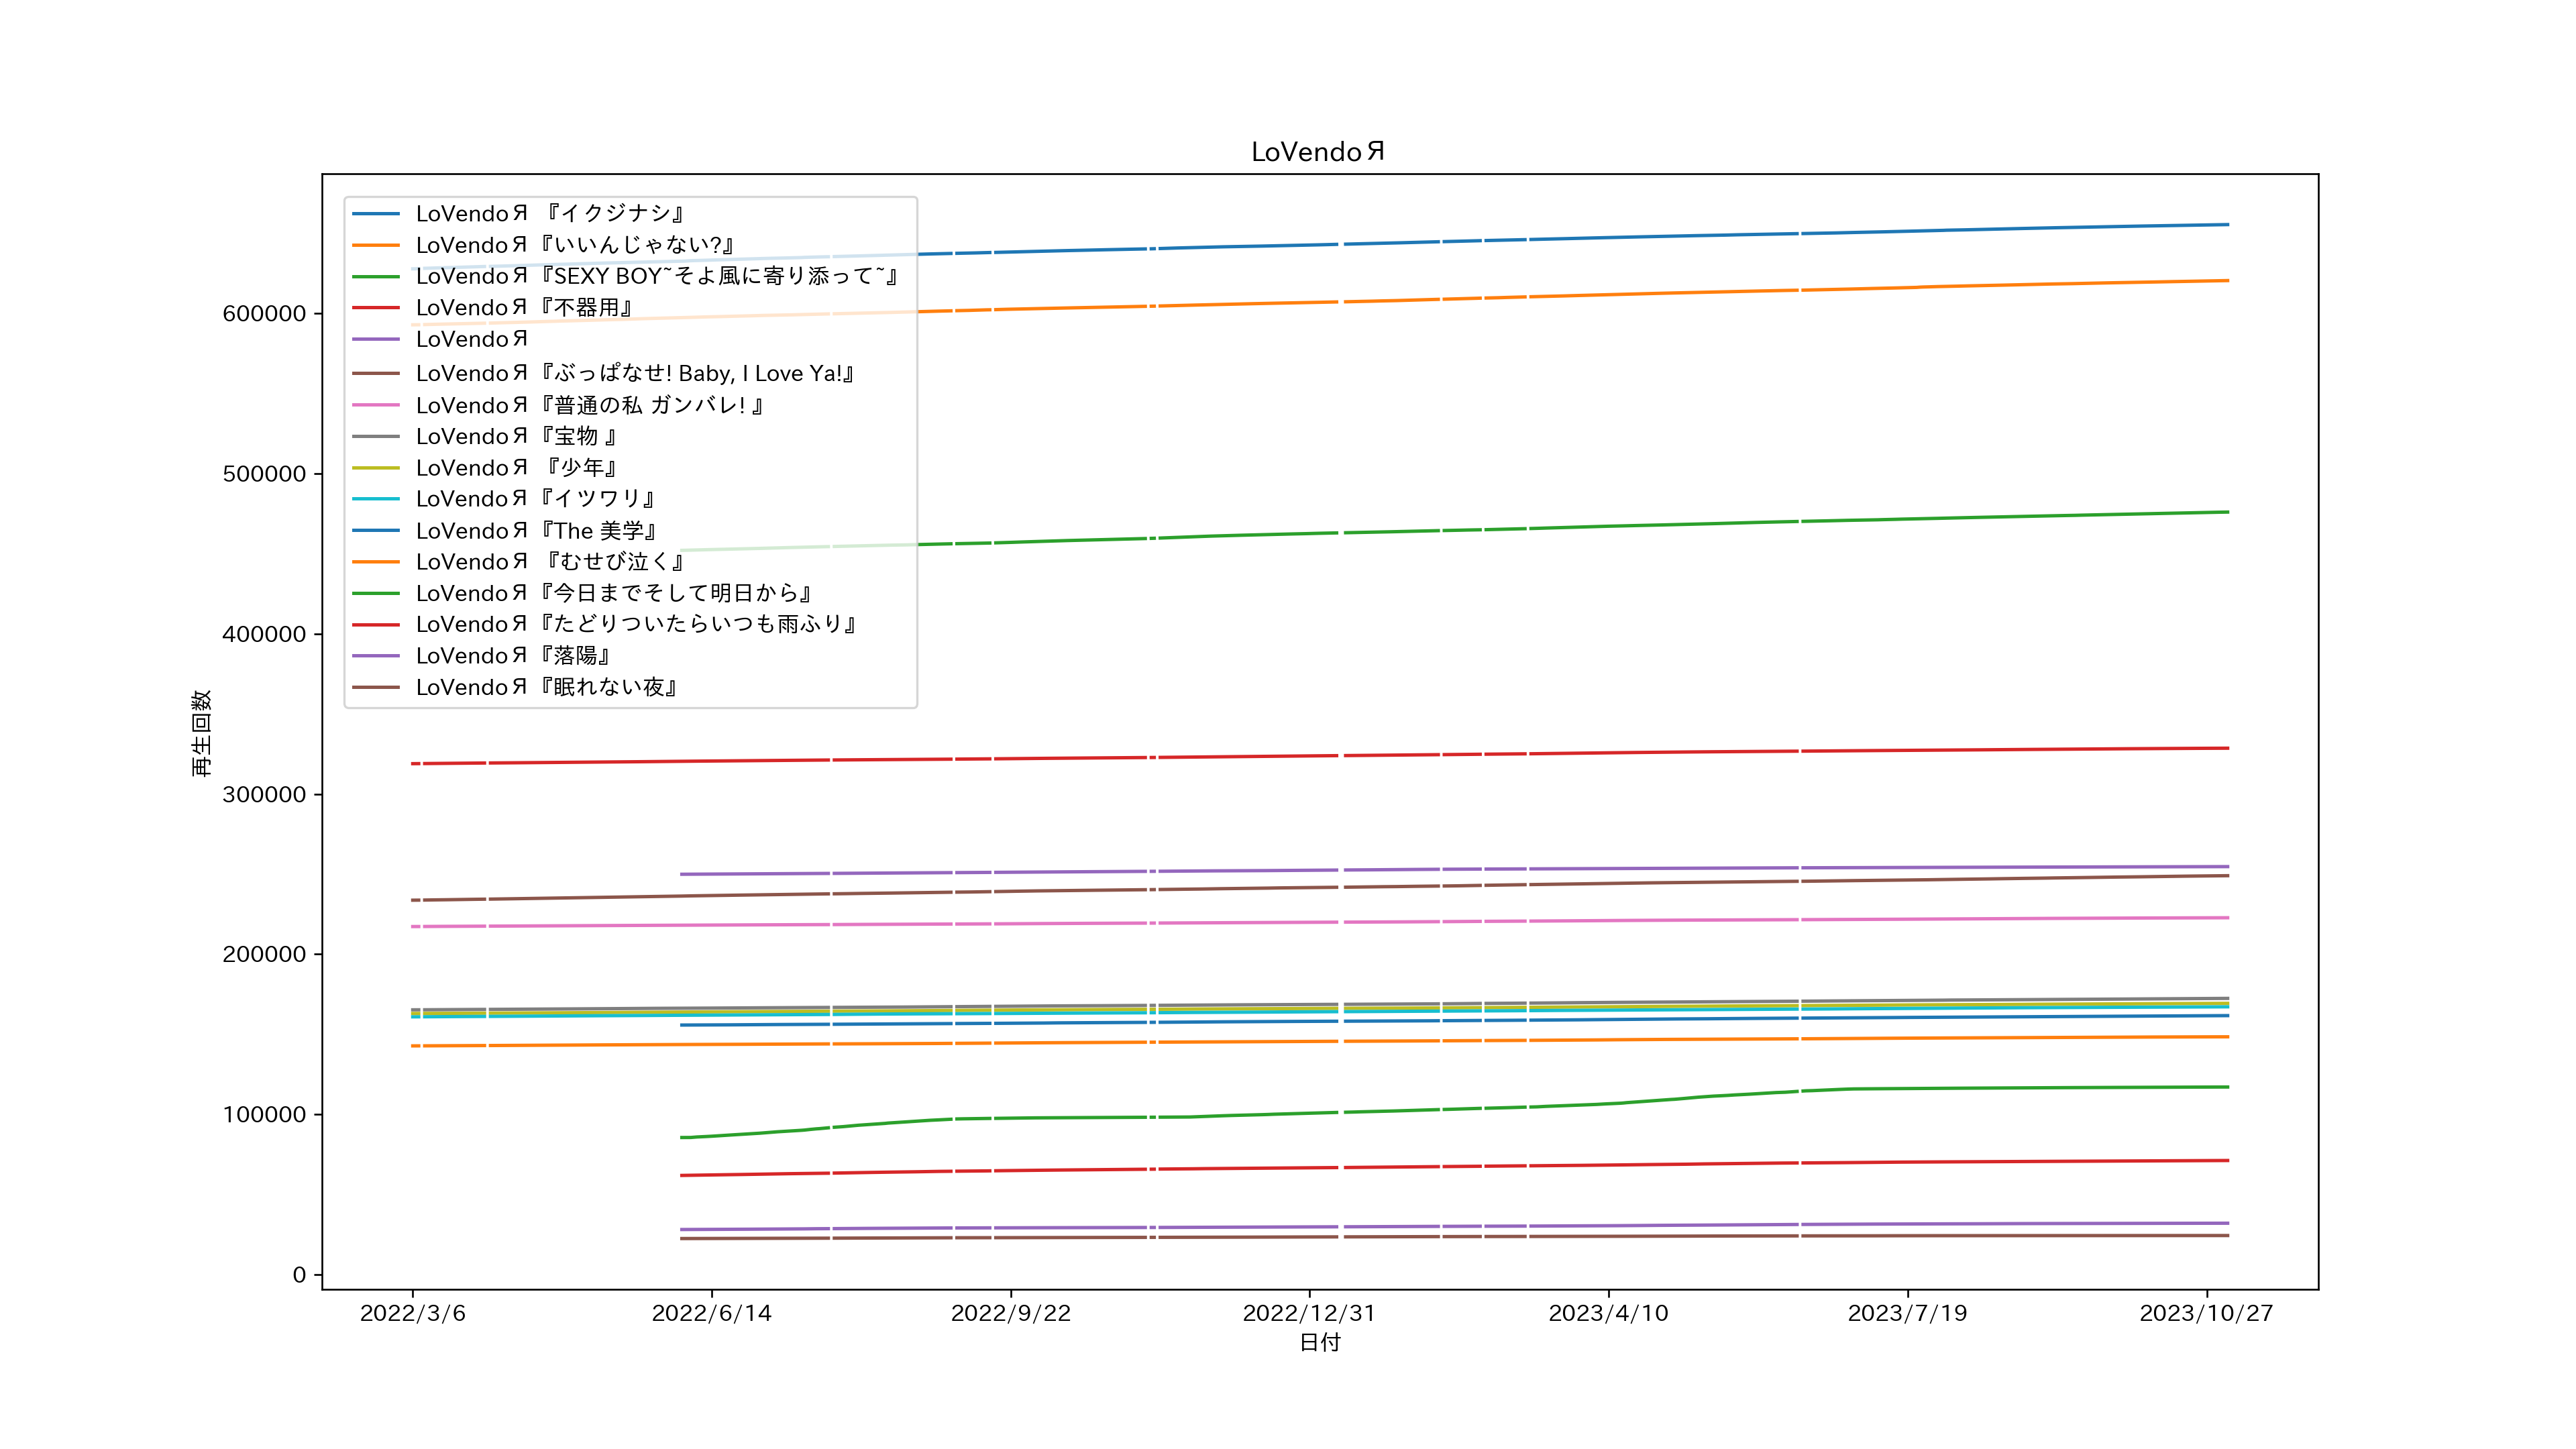 LoVendoЯ
LoVendoЯ 『イクジナシ』
LoVendoЯ『いいんじゃない?』
LoVendoЯ『SEXY BOY~そよ風に寄り添って~』
LoVendoЯ『不器用』
LoVendoЯ
LoVendoЯ『ぶっぱなせ! Baby, I Love Ya!』
LoVendoЯ『普通の私 ガンバレ! 』
LoVendoЯ『宝物 』
LoVendoЯ 『少年』
LoVendoЯ『イツワリ』
LoVendoЯ『The 美学』
LoVendoЯ 『むせび泣く』
LoVendoЯ『今日までそして明日から』
LoVendoЯ『たどりついたらいつも雨ふり』
LoVendoЯ『落陽』
LoVendoЯ『眠れない夜』
再生回数
600000
500000
400000
300000
200000
100000
0
2022/3/6 2022/6/14 2022/9/22 2022/12/31 2023/4/10 2023/7/19 2023/10/27
日付